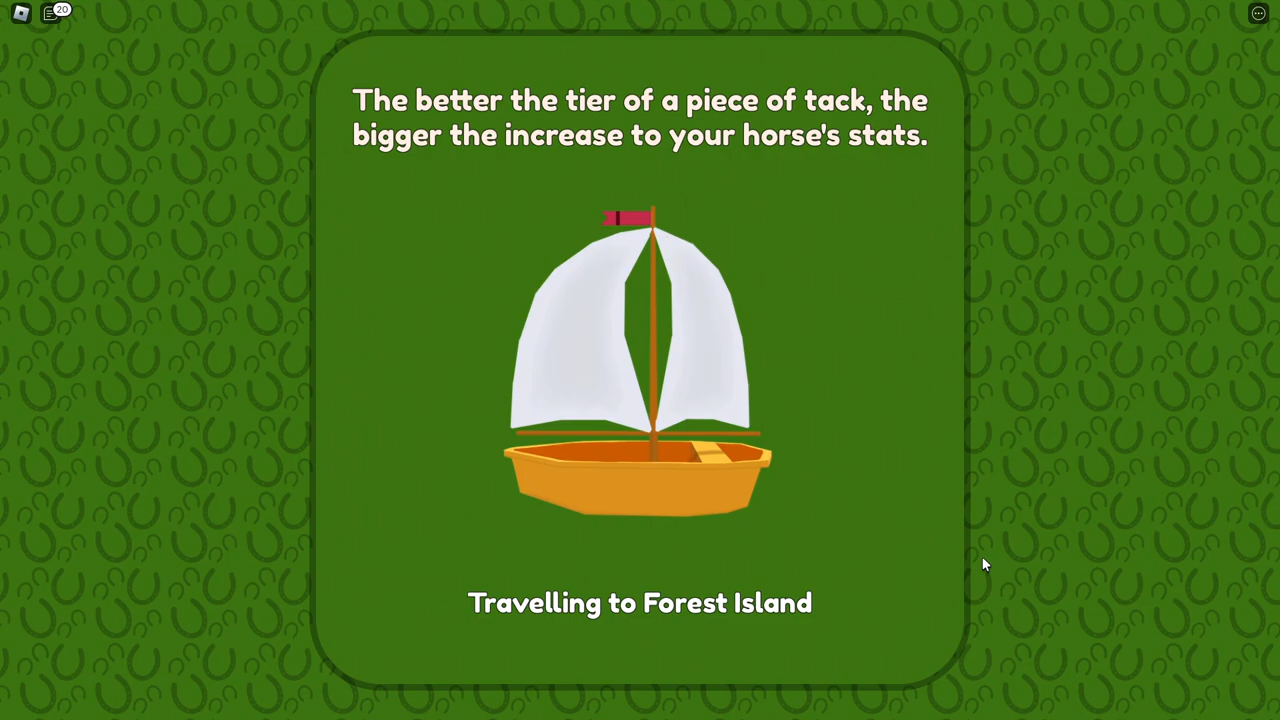 20
The better the tier of a piece of tack, the
bigger the increase to your horse's stats.
Travelling to Forest Island